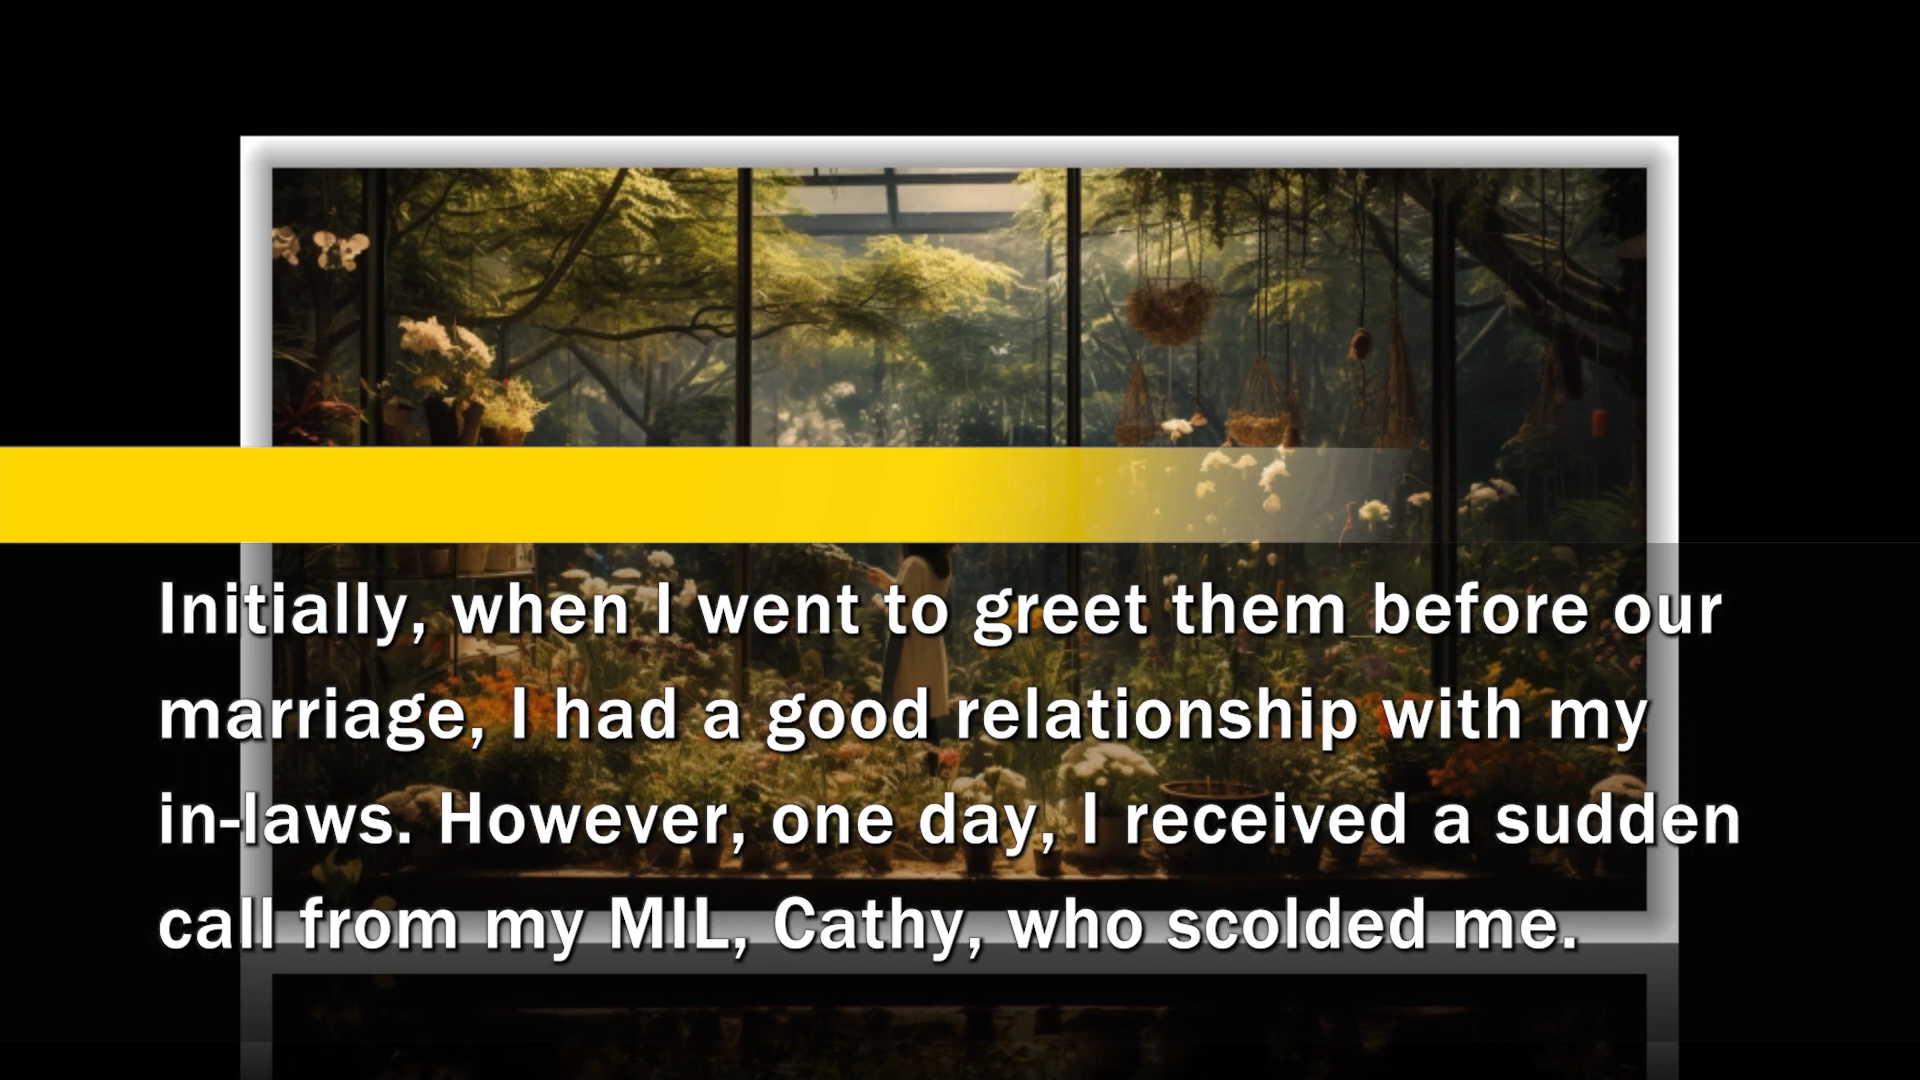 Initially, when I went to greet them before our
marriage, I had a good relationship with my
in-laws. However, one day, I received a sudden
call from my MIL, Cathy, who scolded me.